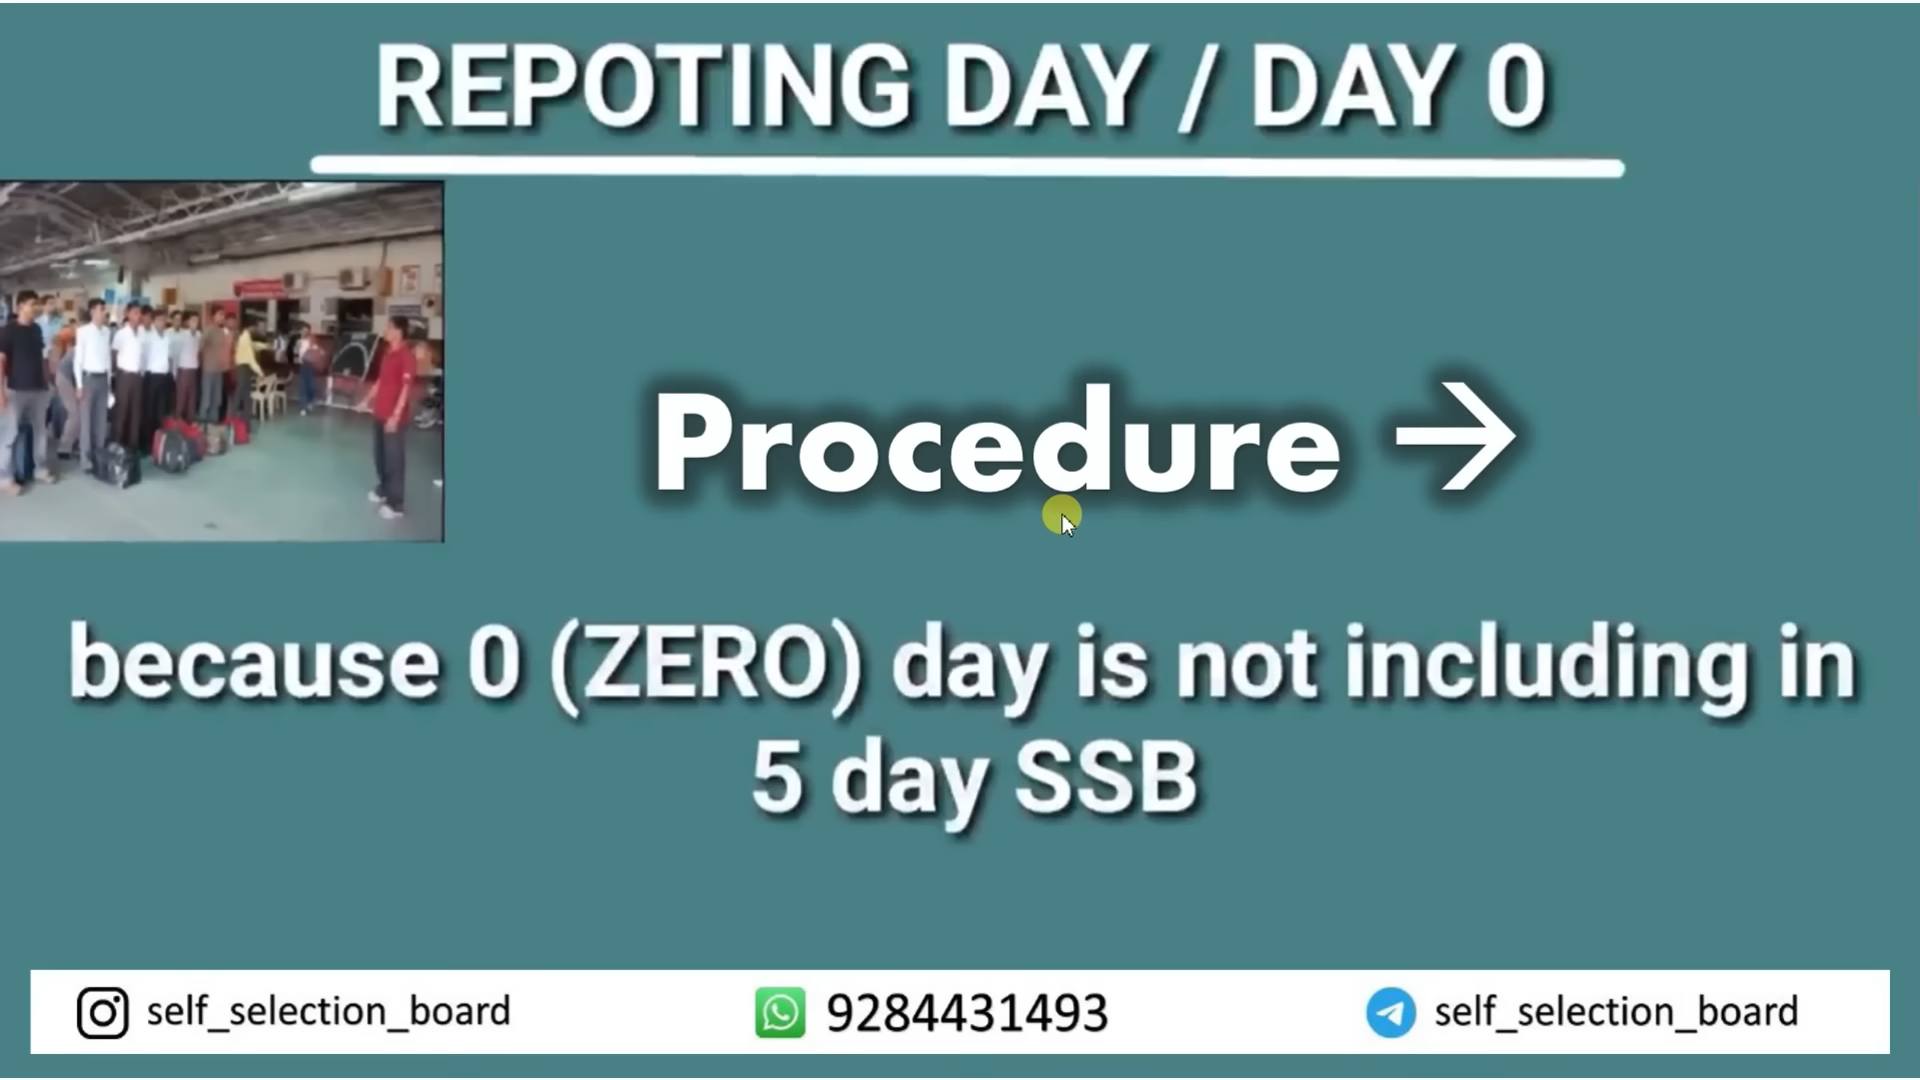 REPOTING DAY / DAY 0
Procedure →
because 0 (ZERO) day is not including in
5 day SSB
self_selection_board
9284431493
self_selection_board